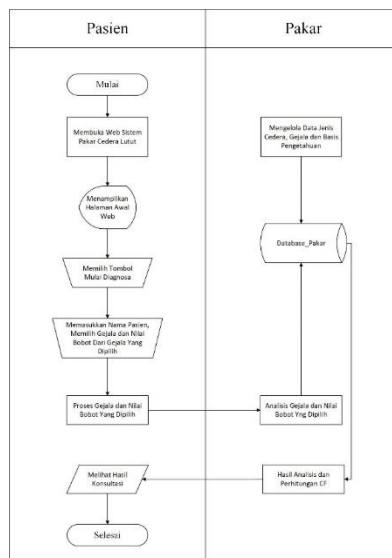 Pasien
Pakar
Mulai
Membuka Web Sistem
Pakar Cedera Lutut
Menampilkan
Halaman Awal
Web
Memilih Tombol
Mulai Diagnosa
Memasukkan Nama Pasien,
Memilih Gejala dan Nilai
Bobot Dari Gejala Yang
Dipilih
Proses Gejala dan Nilai
Bobot Yang Dipilih
Melihat Hasil
Konsultasi
Selesai
Mengelola Data Jenis
Cedera, Gejala dan Basis
Pengetahuan
Database_Pakar
Analisis Gejala dan Nilai
Bobot Yng Dipilih
Hasil Analisis dan
Perhitungan CF